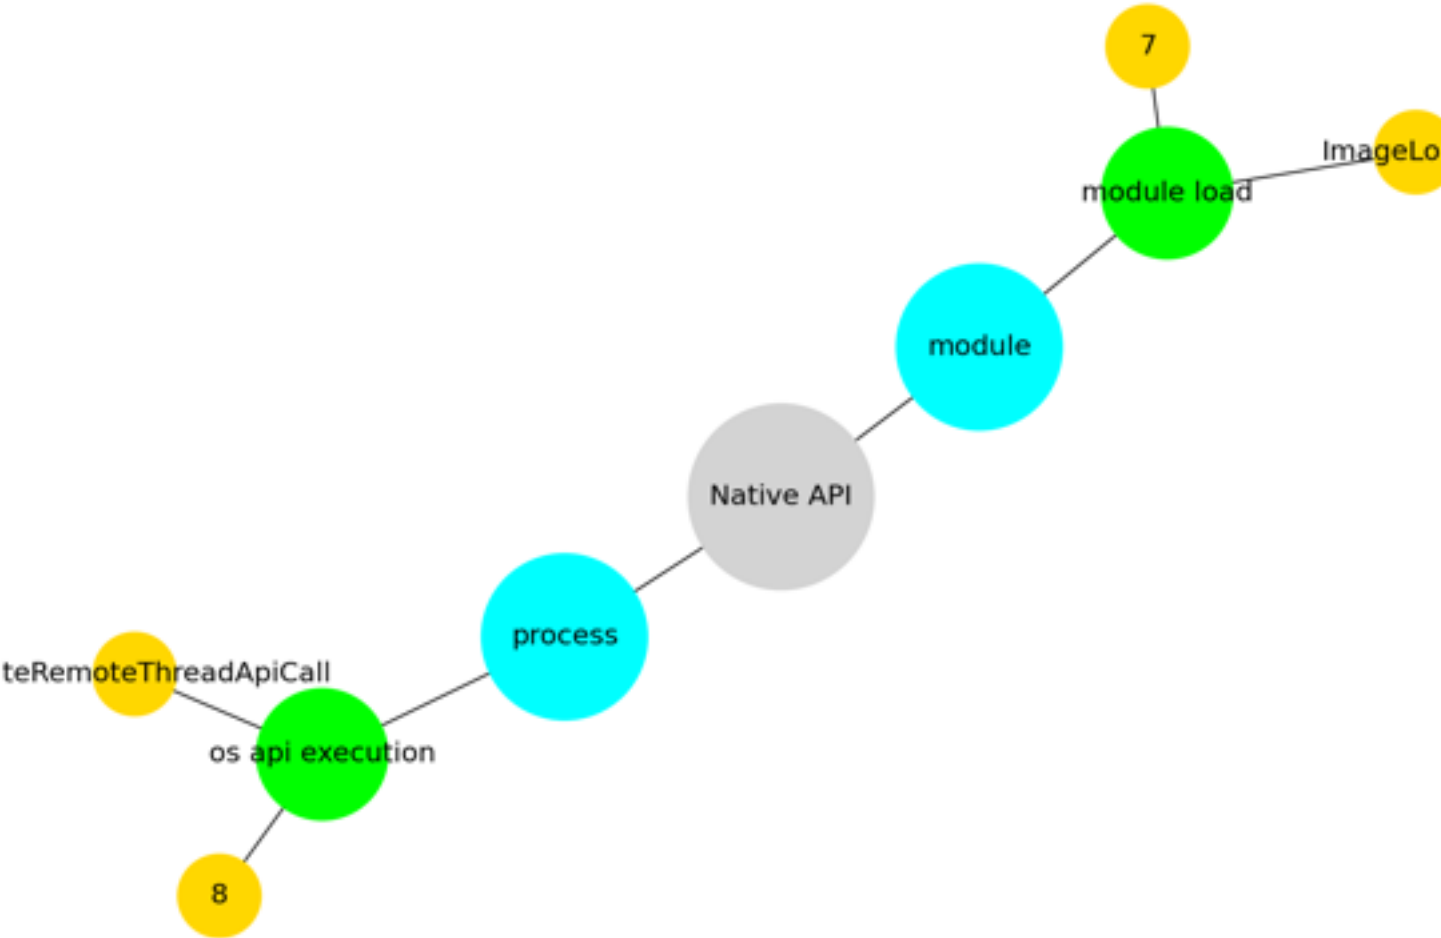 7
ImageLo
module load
module
Native API
process
teRemoteThreadApiCall
os api execution
8